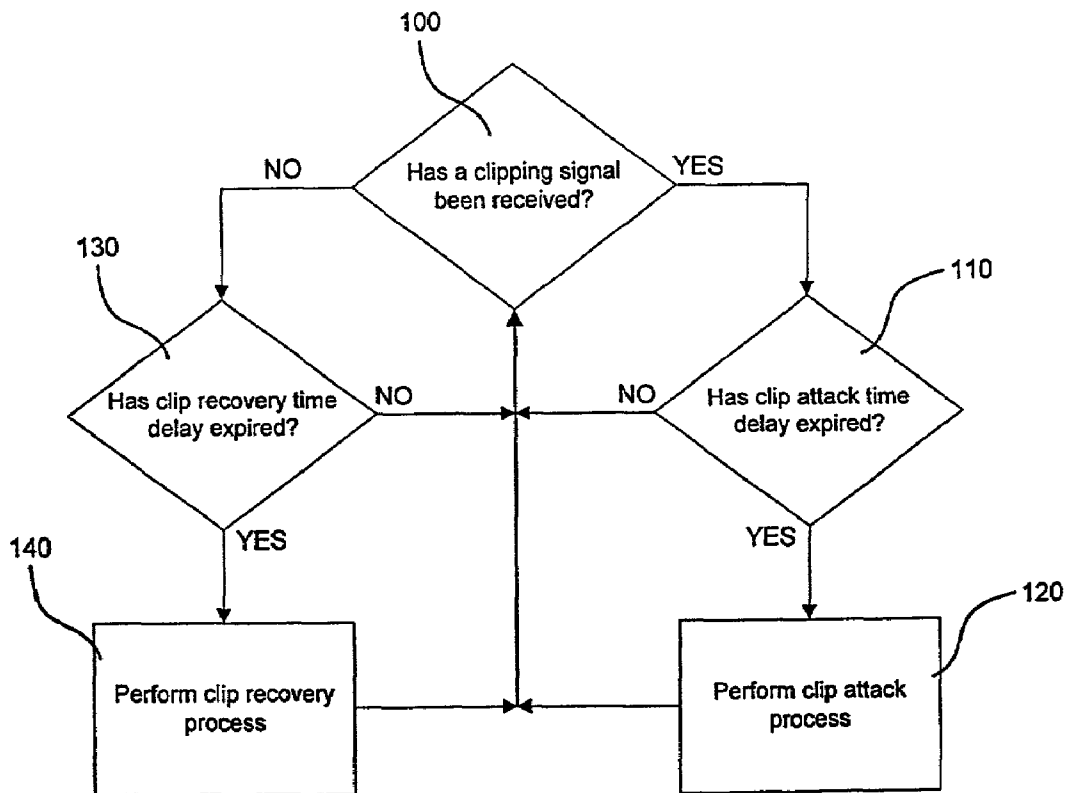 100
NO
Has a clipping signal
been received?
YES
130
110
Has clip recovery time
delay expired?
NO
NO
Has clip attack time
delay expired?
140
YES
YES
120
Perform clip recovery
process
Perform clip attack
process